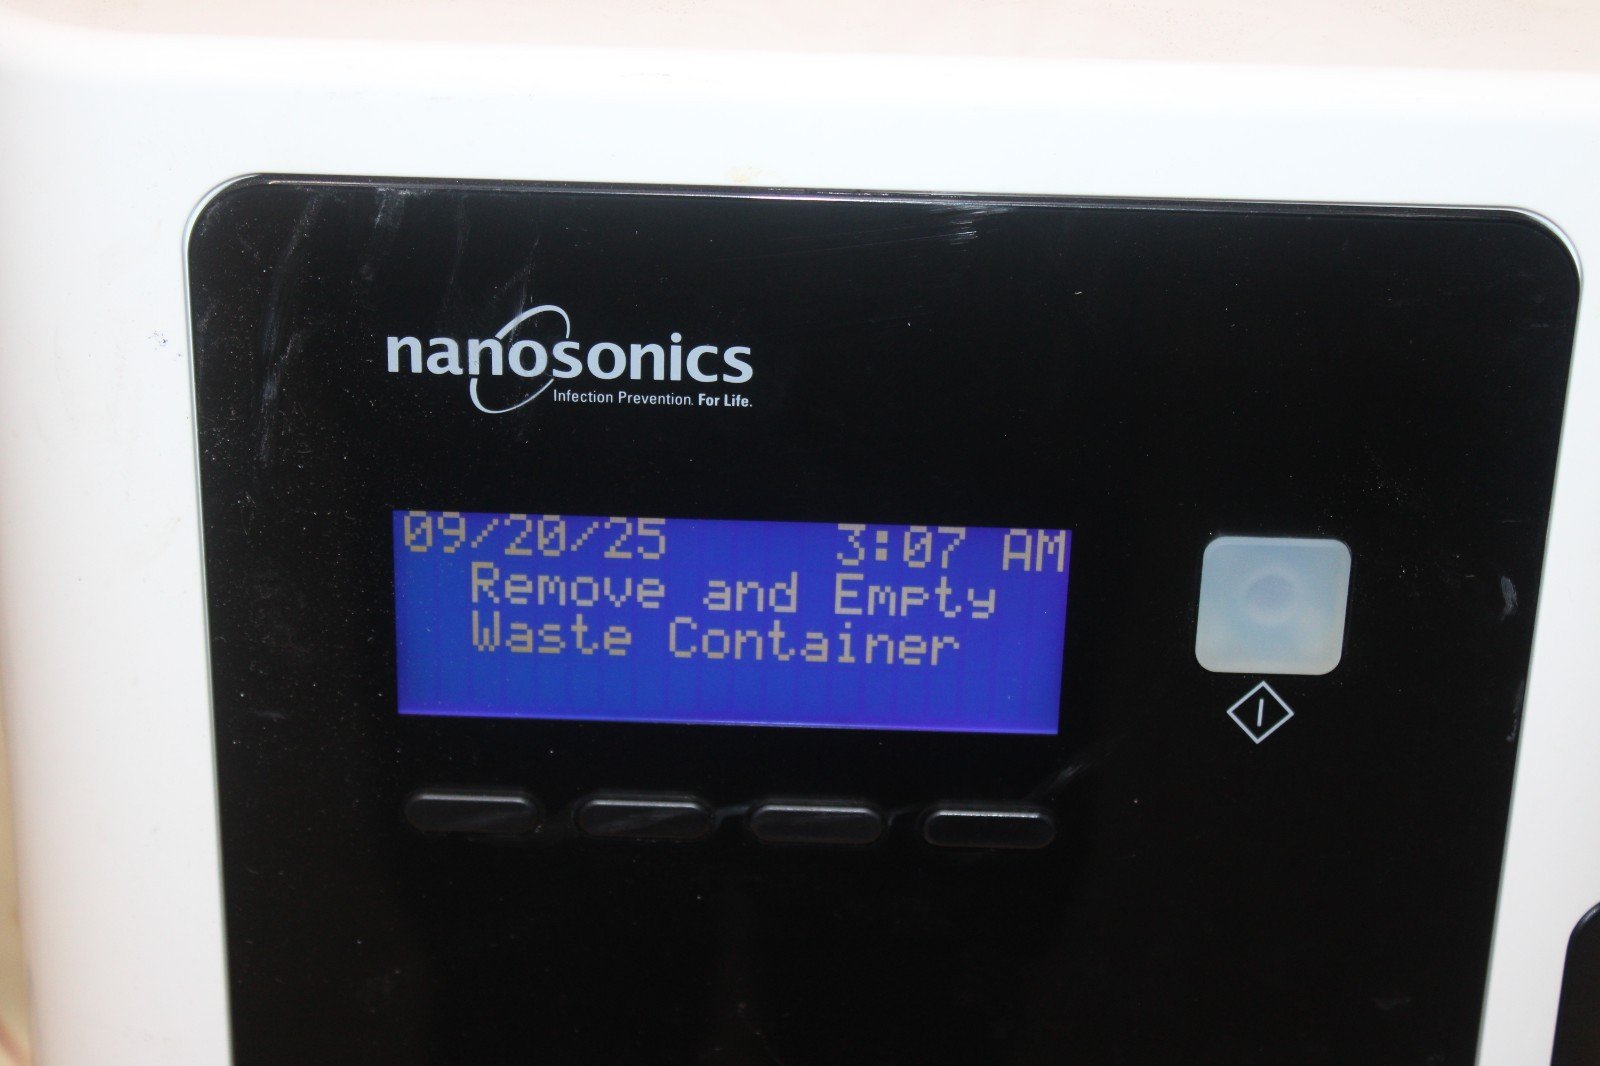 nanosonics
Infection Prevention. For Life.
09/20/25 3:07 AM
Remove and Empty
Waste Container